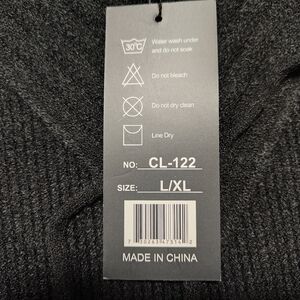 30°C
Water wash under
and do not soak
Do not bleach
Do not dry clean
Line Dry
NO: CL-122
SIZE: L/XL
MADE IN CHINA